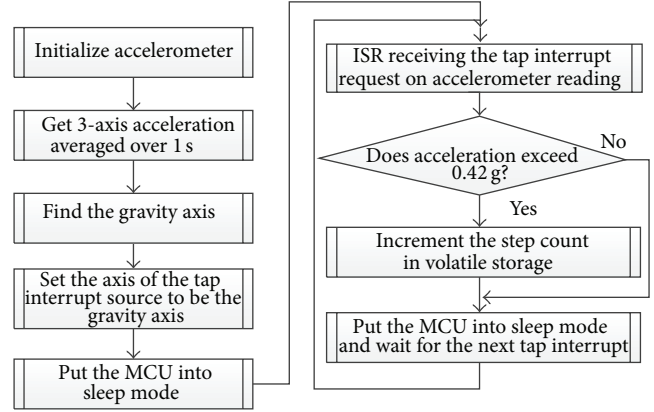 Initialize accelerometer
Get 3-axis acceleration
averaged over 1 s
Find the gravity axis
Set the axis of the tap
interrupt source to be the
gravity axis
Put the MCU into
sleep mode
ISR receiving the tap interrupt
request on accelerometer reading
Does acceleration exceed
0.42 g?
No
Yes
Increment the step count
in volatile storage
Put the MCU into sleep mode
and wait for the next tap interrupt